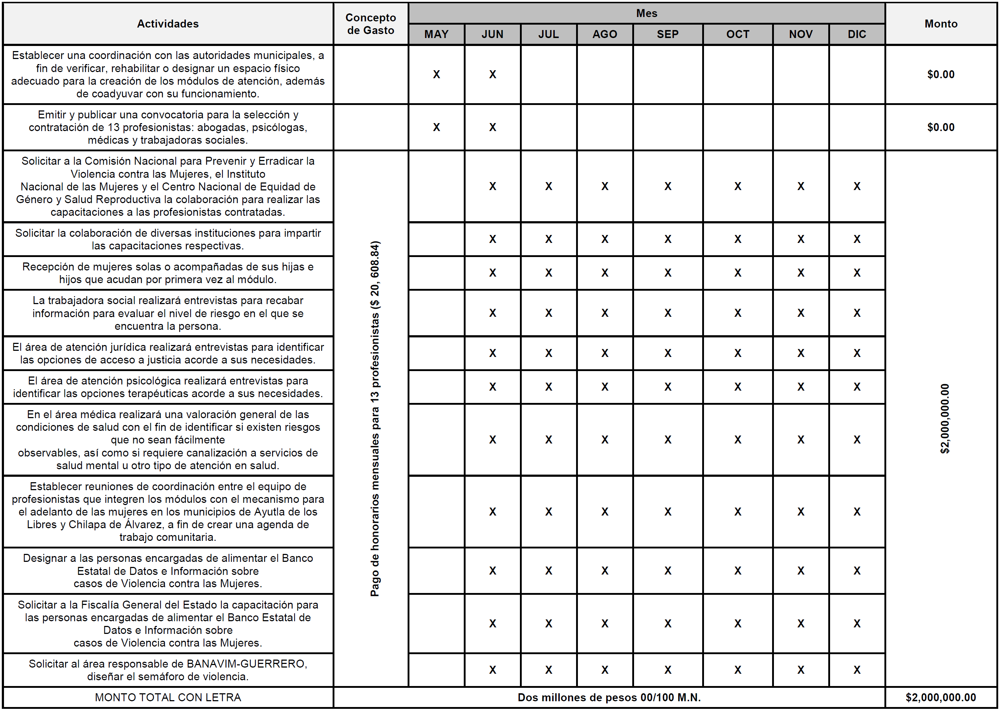 Actividades
Concepto
de Gasto
Mes
Monto
MAY JUN JUL AGO SEP OCT NOV DIC
Establecer una coordinación con las autoridades municipales, a
fin de verificar, rehabilitar o designar un espacio físico
adecuado para la creación de los módulos de atención, además
de coadyuvar con su funcionamiento.
X X
$0.00
Emitir y publicar una convocatoria para la selección y
contratación de 13 profesionistas: abogadas, psicólogas,
médicas y trabajadoras sociales.
X X
$0.00
Solicitar a la Comisión Nacional para Prevenir y Erradicar la
Violencia contra las Mujeres, el Instituto
Nacional de las Mujeres y el Centro Nacional de Equidad de
Género y Salud Reproductiva la colaboración para realizar las
capacitaciones a las profesionistas contratadas.
Pago de honorarios mensuales para 13 profesionistas ($ 20, 608.84)
X X X X X X X
$2,000,000.00
Solicitar la colaboración de diversas instituciones para impartir
las capacitaciones respectivas.
X X X X X X X
Recepción de mujeres solas o acompañadas de sus hijas e
hijos que acudan por primera vez al módulo.
X X X X X X X
La trabajadora social realizará entrevistas para recabar
información para evaluar el nivel de riesgo en el que se
encuentra la persona.
X X X X X X X
El área de atención jurídica realizará entrevistas para identificar
las opciones de acceso a justicia acorde a sus necesidades.
X X X X X X X
El área de atención psicológica realizará entrevistas para
identificar las opciones terapéuticas acorde a sus necesidades.
X X X X X X X
En el área médica realizará una valoración general de las
condiciones de salud con el fin de identificar si existen riesgos
que no sean fácilmente
observables, así como si requiere canalización a servicios de
salud mental u otro tipo de atención en salud.
X X X X X X X
Establecer reuniones de coordinación entre el equipo de
profesionistas que integren los módulos con el mecanismo para
el adelanto de las mujeres en los municipios de Ayutla de los
Libres y Chilapa de Álvarez, a fin de crear una agenda de
trabajo comunitaria.
X X X X X X X
Designar a las personas encargadas de alimentar el Banco
Estatal de Datos e Información sobre
casos de Violencia contra las Mujeres.
X X X X X X X
Solicitar a la Fiscalía General del Estado la capacitación para
las personas encargadas de alimentar el Banco Estatal de
Datos e Información sobre
casos de Violencia contra las Mujeres.
X X X X X X X
Solicitar al área responsable de BANAVIM-GUERRERO,
diseñar el semáforo de violencia.
X X X X X X X
MONTO TOTAL CON LETRA
Dos millones de pesos 00/100 M.N.
$2,000,000.00